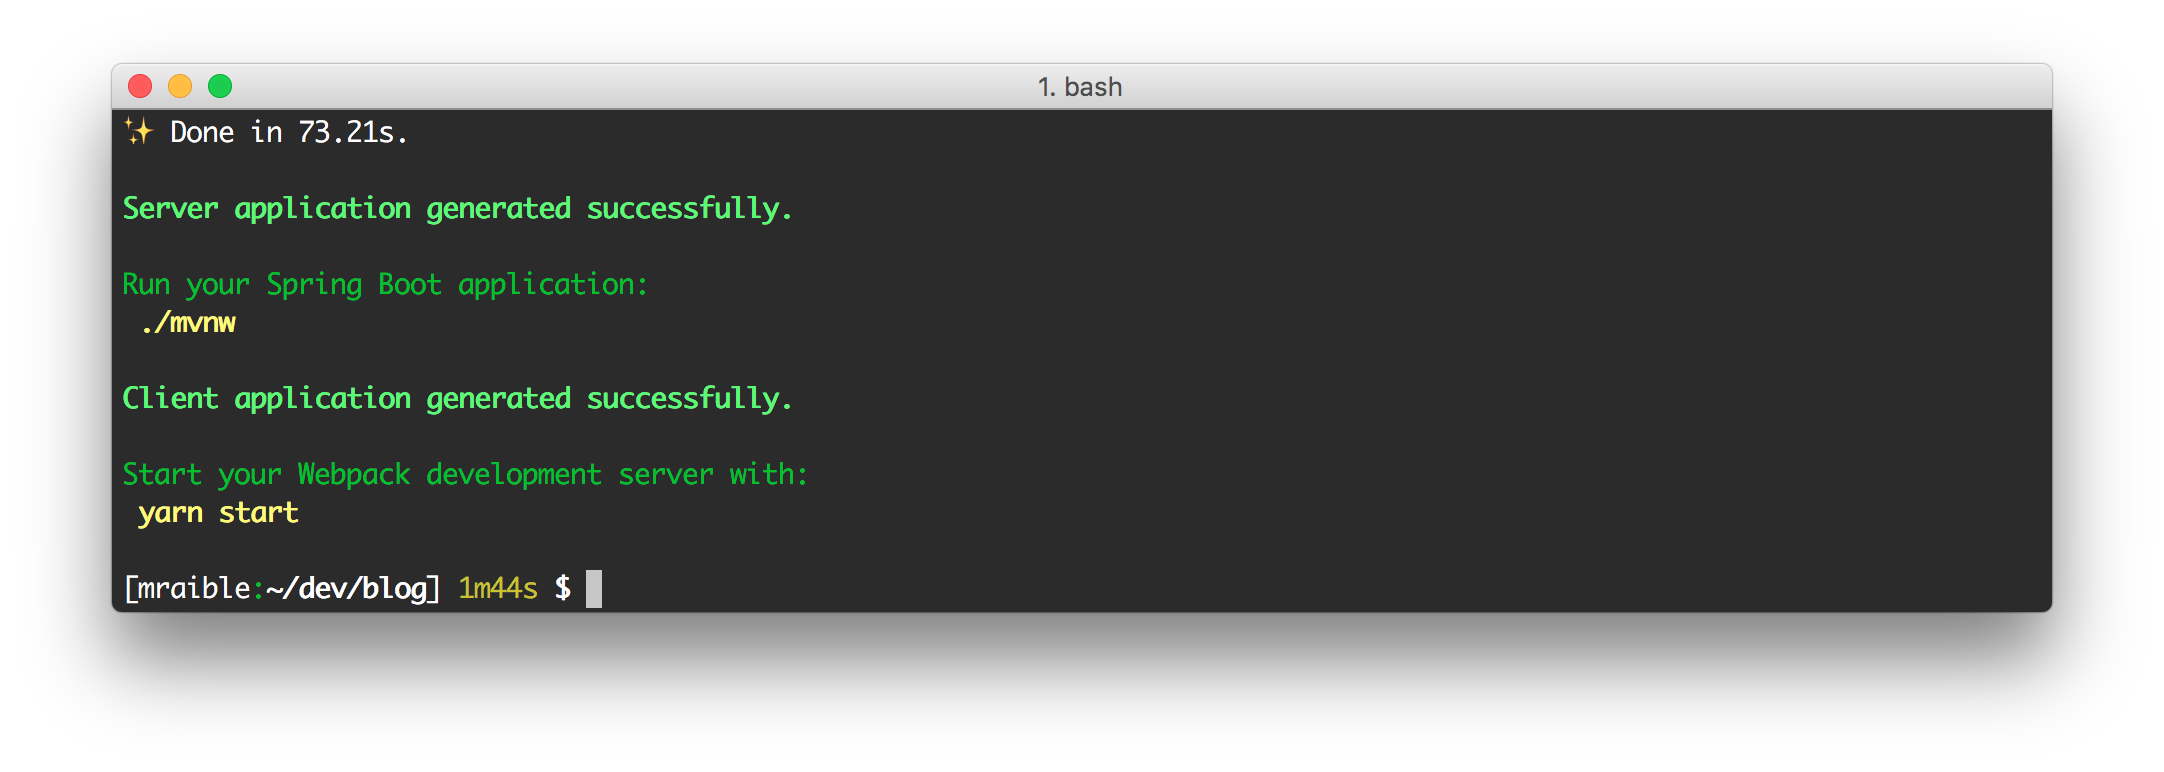 1. bash
✨ Done in 73.21s.
Server application generated successfully.
Run your Spring Boot application:
./mvnw
Client application generated successfully.
Start your Webpack development server with:
yarn start
[mraible:~/dev/blog] 1m44s $